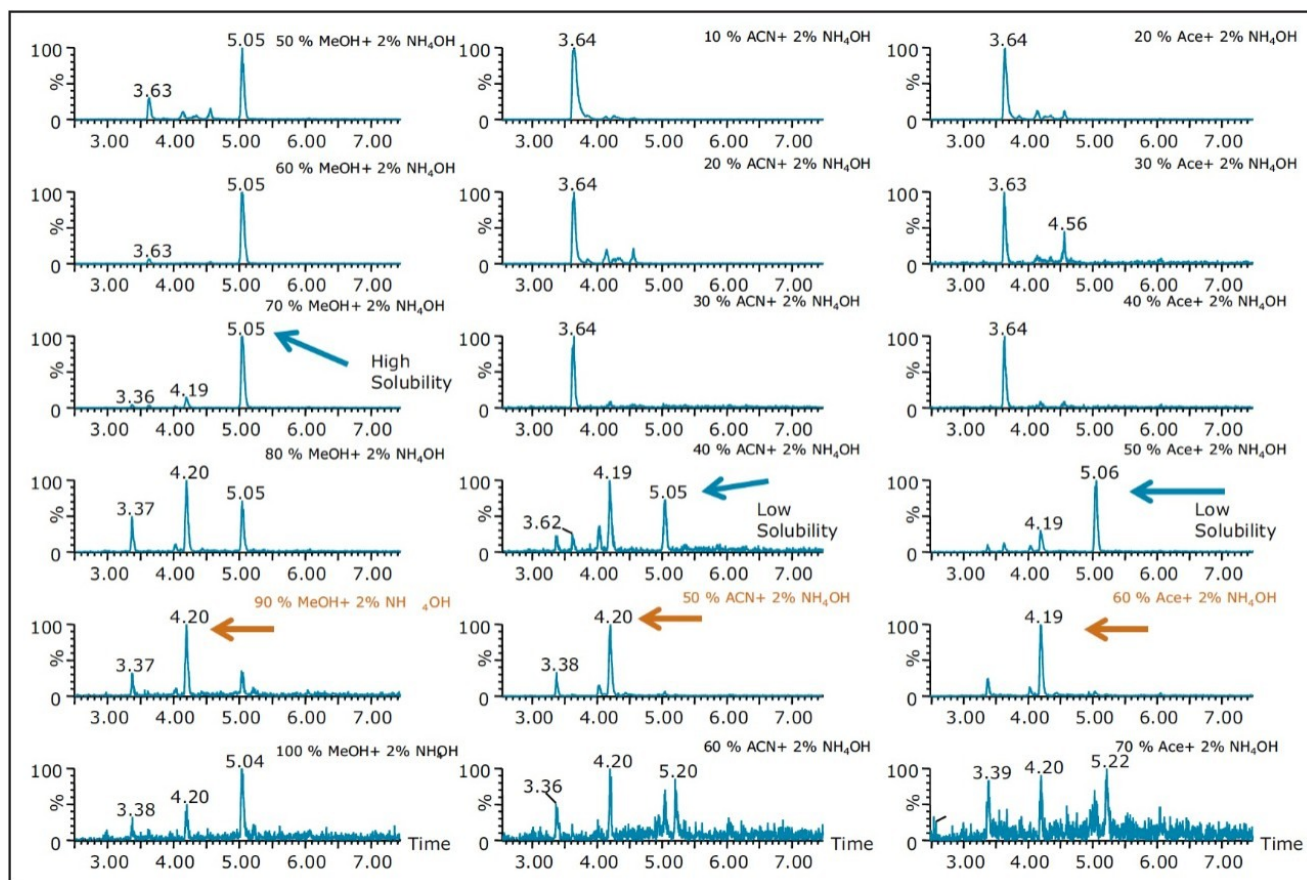 50 % MeOH+ 2% NH₄OH
5.05
3.63
100
%
0
3.00 4.00 5.00 6.00 7.00
10 % ACN+ 2% NH₄OH
3.64
100
%
0
3.00 4.00 5.00 6.00 7.00
20 % Ace+ 2% NH₄OH
3.64
100
%
0
3.00 4.00 5.00 6.00 7.00
60 % MeOH+ 2% NH₄OH
5.05
3.63
100
%
0
3.00 4.00 5.00 6.00 7.00
20 % ACN+ 2% NH₄OH
3.64
100
%
0
3.00 4.00 5.00 6.00 7.00
30 % Ace+ 2% NH₄OH
3.63
4.56
100
%
0
3.00 4.00 5.00 6.00 7.00
70 % MeOH+ 2% NH₄OH
5.05
3.36
4.19
High
Solubility
100
%
0
3.00 4.00 5.00 6.00 7.00
30 % ACN+ 2% NH₄OH
3.64
100
%
0
3.00 4.00 5.00 6.00 7.00
40 % Ace+ 2% NH₄OH
3.64
100
%
0
3.00 4.00 5.00 6.00 7.00
80 % MeOH+ 2% NH₄OH
4.20
3.37
5.05
100
%
0
3.00 4.00 5.00 6.00 7.00
40 % ACN+ 2% NH₄OH
4.19
5.05
3.62
Low
Solubility
100
%
0
3.00 4.00 5.00 6.00 7.00
50 % Ace+ 2% NH₄OH
5.06
4.19
Low
Solubility
100
%
0
3.00 4.00 5.00 6.00 7.00
90 % MeOH+ 2% NH ₄OH
4.20
3.37
100
%
0
3.00 4.00 5.00 6.00 7.00
50 % ACN+ 2% NH₄OH
4.20
3.38
100
%
0
3.00 4.00 5.00 6.00 7.00
60 % Ace+ 2% NH₄OH
4.19
100
%
0
3.00 4.00 5.00 6.00 7.00
100 % MeOH+ 2% NH₄OH
5.04
3.38
4.20
100
%
0
3.00 4.00 5.00 6.00 7.00
Time
60 % ACN+ 2% NH₄OH
4.20
3.36
5.20
100
%
0
3.00 4.00 5.00 6.00 7.00
Time
70 % Ace+ 2% NH₄OH
3.39
4.20
5.22
100
%
0
3.00 4.00 5.00 6.00 7.00
Time